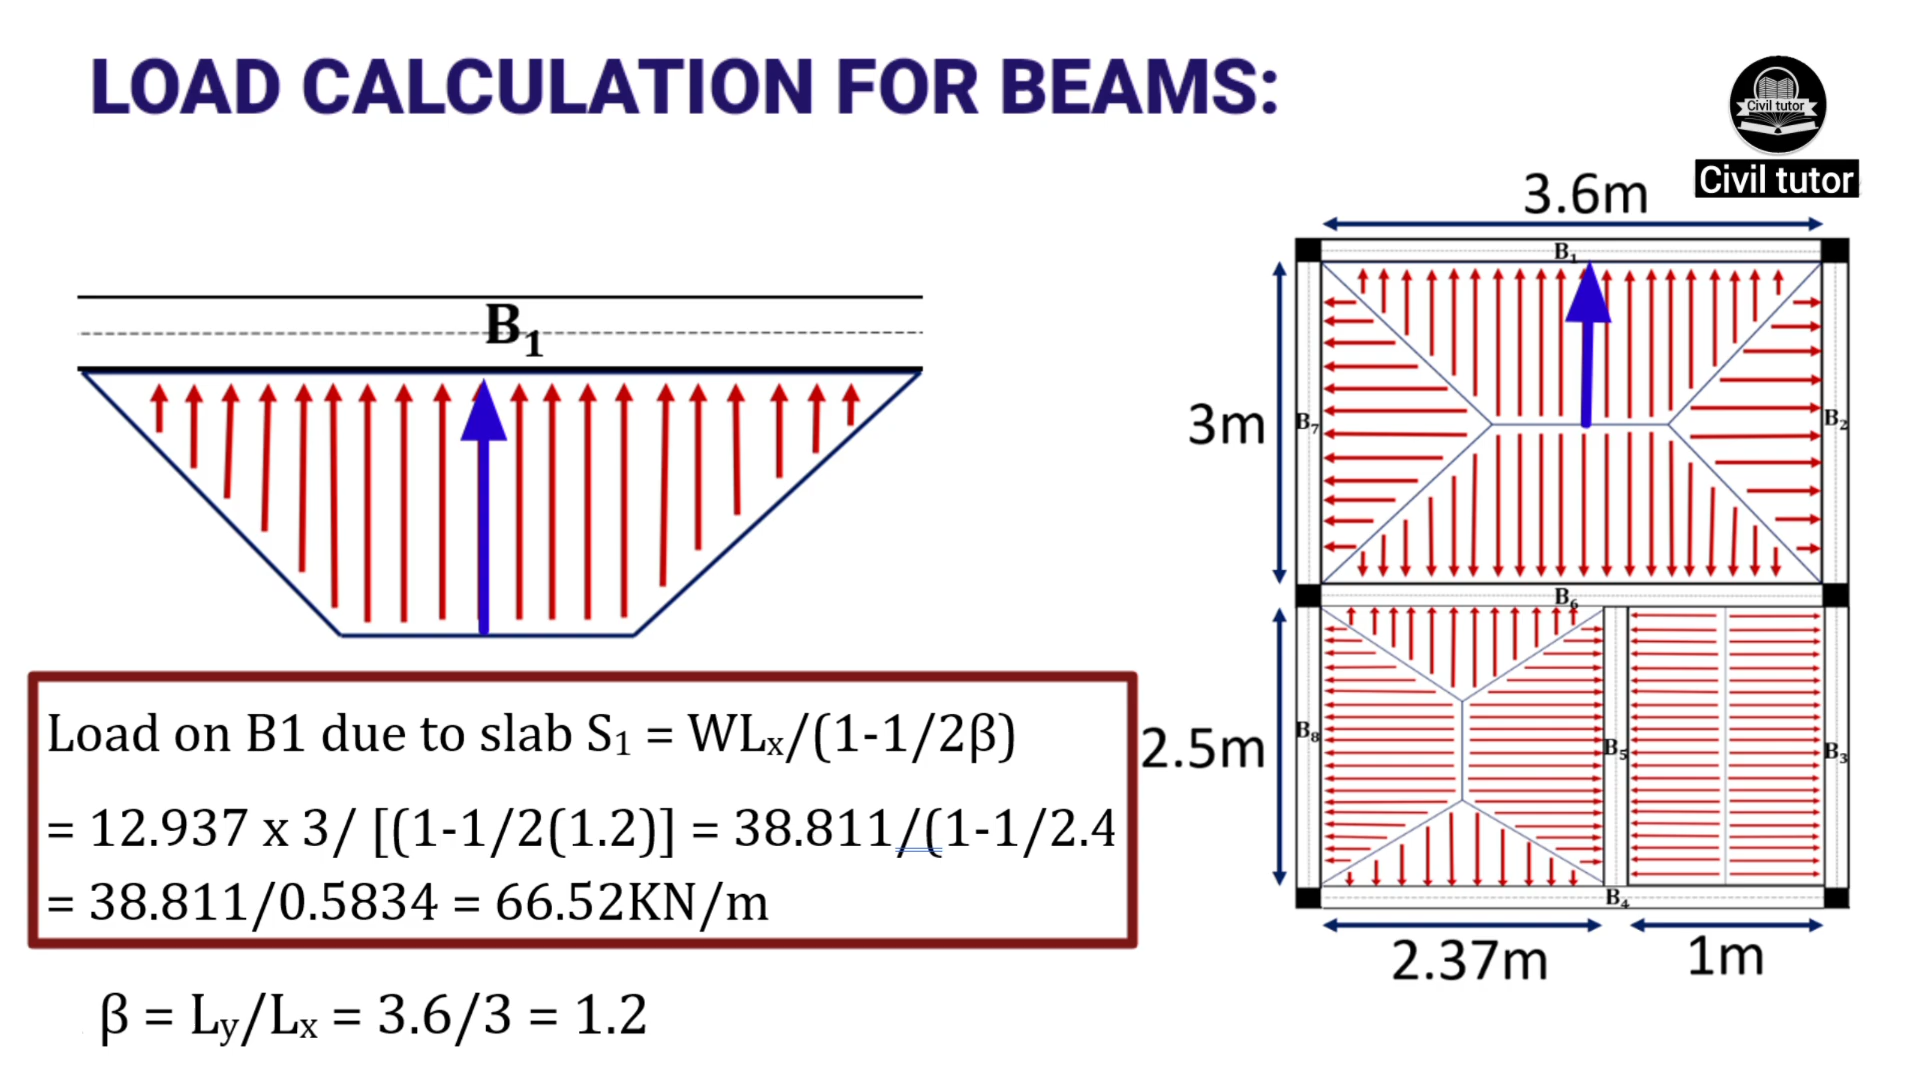 LOAD CALCULATION FOR BEAMS:
Civil tutor
Civil tutor
3.6m
B₁
B₁
3m
B₇
B₂
B₆
Load on B1 due to slab S₁ = WLₓ/(1-1/2β)
= 12.937 x 3/ [(1-1/2(1.2)] = 38.811/(1-1/2.4
= 38.811/0.5834 = 66.52KN/m
2.5m
B₈
B₅
B₃
B₄
2.37m
1m
β = Lᵧ/Lₓ = 3.6/3 = 1.2